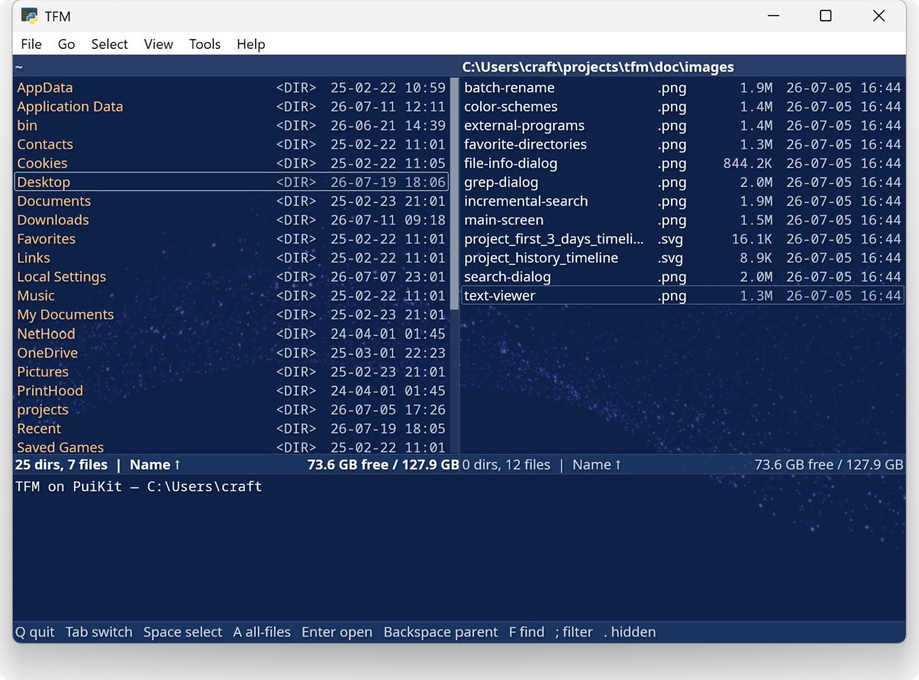 TFM
File Go Select View Tools Help
~ C:\Users\craft\projects\tfm\doc\images
AppData <DIR> 25-02-22 10:59
Application Data <DIR> 26-07-11 12:11
bin <DIR> 26-06-21 14:39
Contacts <DIR> 25-02-22 11:01
Cookies <DIR> 25-02-22 11:05
Desktop <DIR> 26-07-19 18:06
Documents <DIR> 25-02-23 21:01
Downloads <DIR> 26-07-11 09:18
Favorites <DIR> 25-02-22 11:01
Links <DIR> 25-02-22 11:01
Local Settings <DIR> 26-07-07 23:01
Music <DIR> 25-02-22 11:01
My Documents <DIR> 25-02-23 21:01
NetHood <DIR> 24-04-01 01:45
OneDrive <DIR> 25-03-01 22:23
Pictures <DIR> 25-02-23 21:01
PrintHood <DIR> 24-04-01 01:45
projects <DIR> 26-07-05 17:26
Recent <DIR> 26-07-19 18:05
Saved Games <DIR> 25-02-22 11:01
25 dirs, 7 files | Name ↑ 73.6 GB free / 127.9 GB
batch-rename .png 1.9M 26-07-05 16:44
color-schemes .png 1.4M 26-07-05 16:44
external-programs .png 1.4M 26-07-05 16:44
favorite-directories .png 1.3M 26-07-05 16:44
file-info-dialog .png 844.2K 26-07-05 16:44
grep-dialog .png 2.0M 26-07-05 16:44
incremental-search .png 1.9M 26-07-05 16:44
main-screen .png 1.5M 26-07-05 16:44
project_first_3_days_timeli... .svg 16.1K 26-07-05 16:44
project_history_timeline .svg 8.9K 26-07-05 16:44
search-dialog .png 2.0M 26-07-05 16:44
text-viewer .png 1.3M 26-07-05 16:44
0 dirs, 12 files | Name ↑ 73.6 GB free / 127.9 GB
TFM on PuiKit — C:\Users\craft
Q quit Tab switch Space select A all-files Enter open Backspace parent F find ; filter . hidden